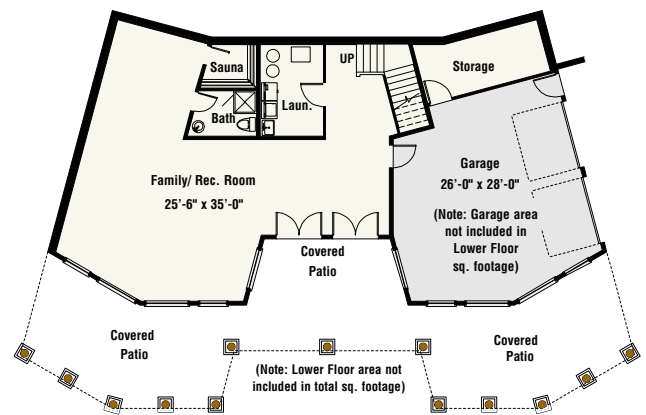 Sauna
UP
Storage
Bath
Laun.
Family/ Rec. Room
25'-6" x 35'-0"
Garage
26'-0" x 28'-0"
(Note: Garage area
not included in
Lower Floor
sq. footage)
Covered
Patio
Covered
Patio
Covered
Patio
(Note: Lower Floor area not
included in total sq. footage)